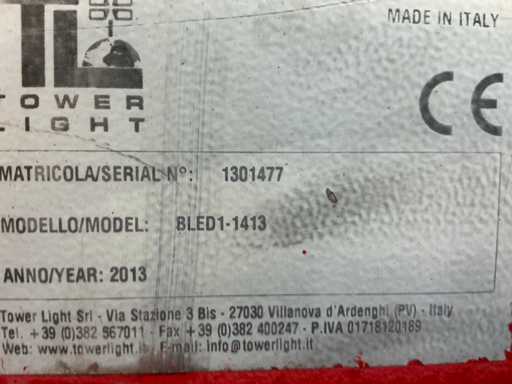 MADE IN ITALY
TL
TOWER
LIGHT
CE
MATRICOLA/SERIAL N°: 1301477
MODELLO/MODEL: BLED1-1413
ANNO/YEAR: 2013
Tower Light Srl - Via Stazione 3 Bis - 27030 Villanova d'Ardenghi (PV) - Italy
Tel. +39 (0)382 567011 - Fax +39 (0)382 400247 - P.IVA 01718120189
Web: www.towerlight.it - E-mail: info@towerlight.it